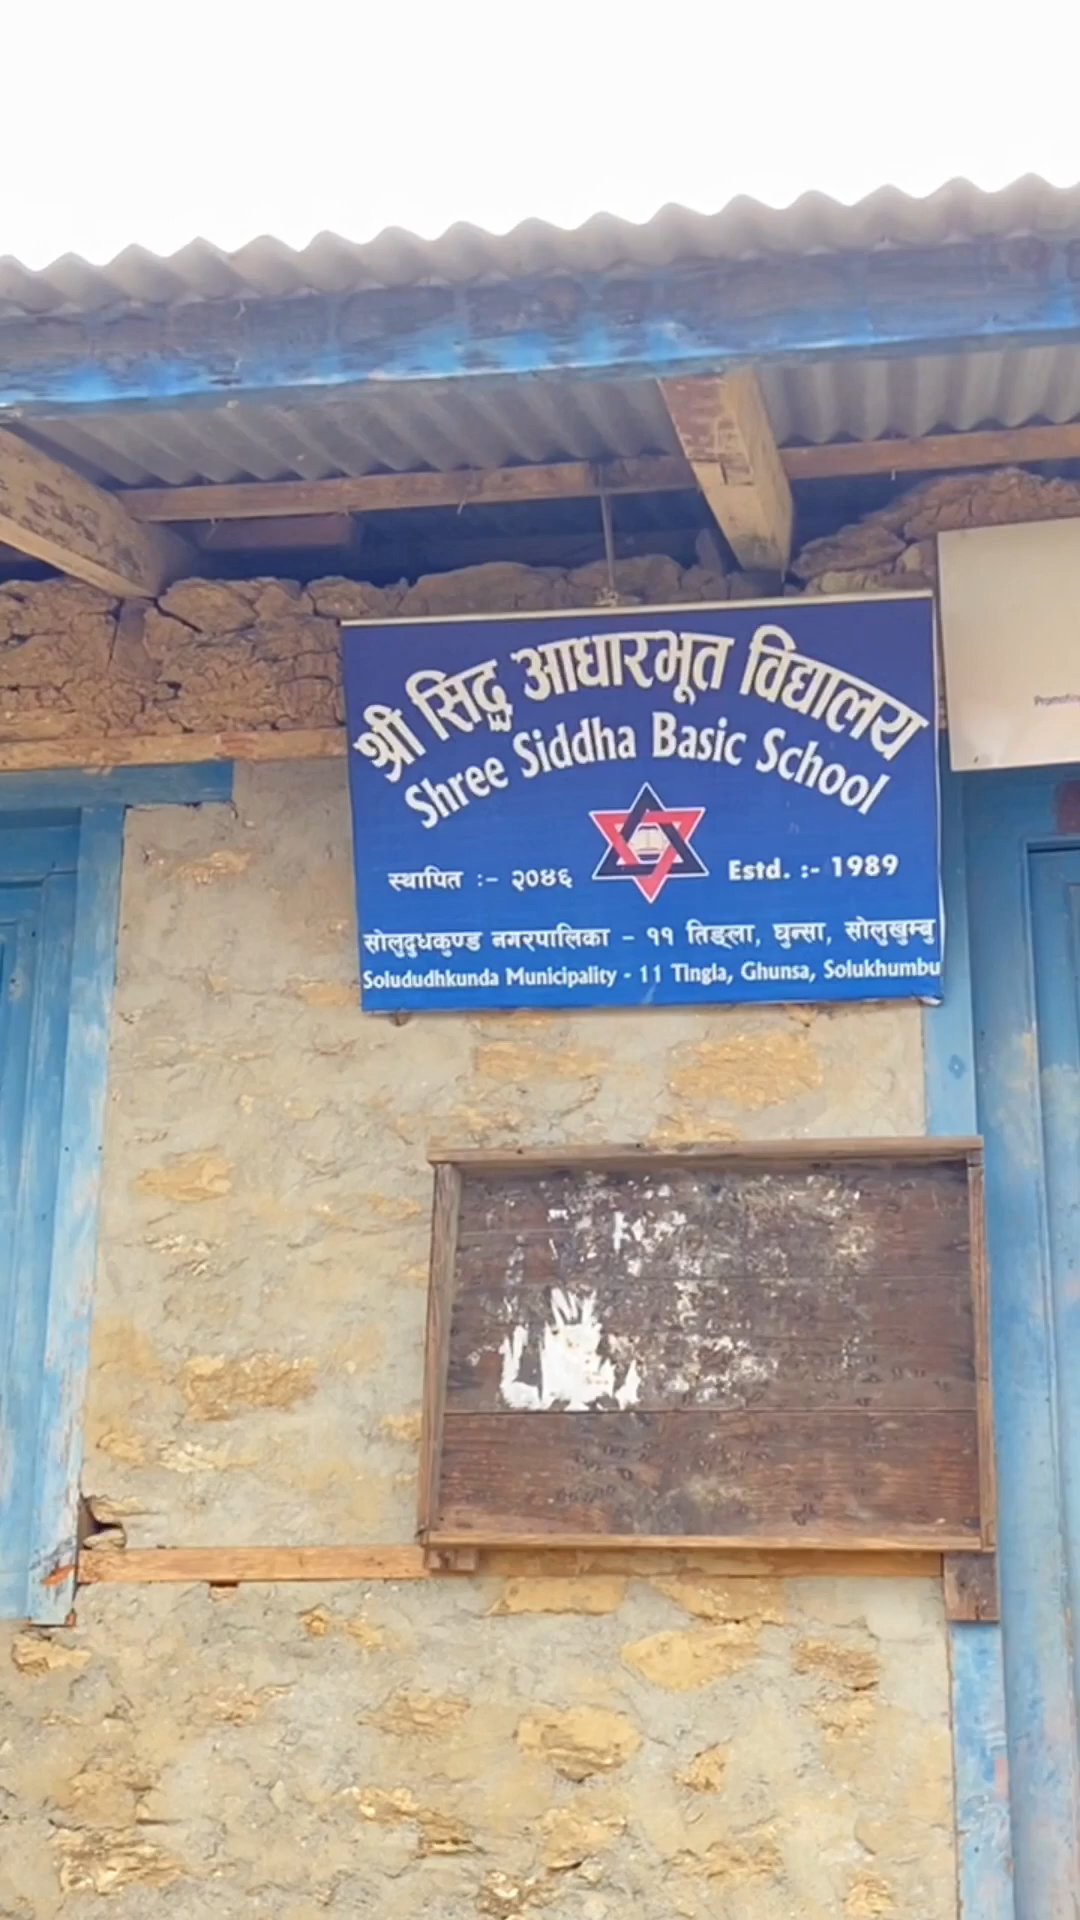 श्री सिद्ध आधारभूत विद्यालय
Shree Siddha Basic School
स्थापित :- २०४६
Estd. :- 1989
सोलुदुधकुण्ड नगरपालिका - ११ तिङ्ला, घुन्सा, सोलुखुम्बु
Solududhkunda Municipality - 11 Tingla, Ghunsa, Solukhumbu